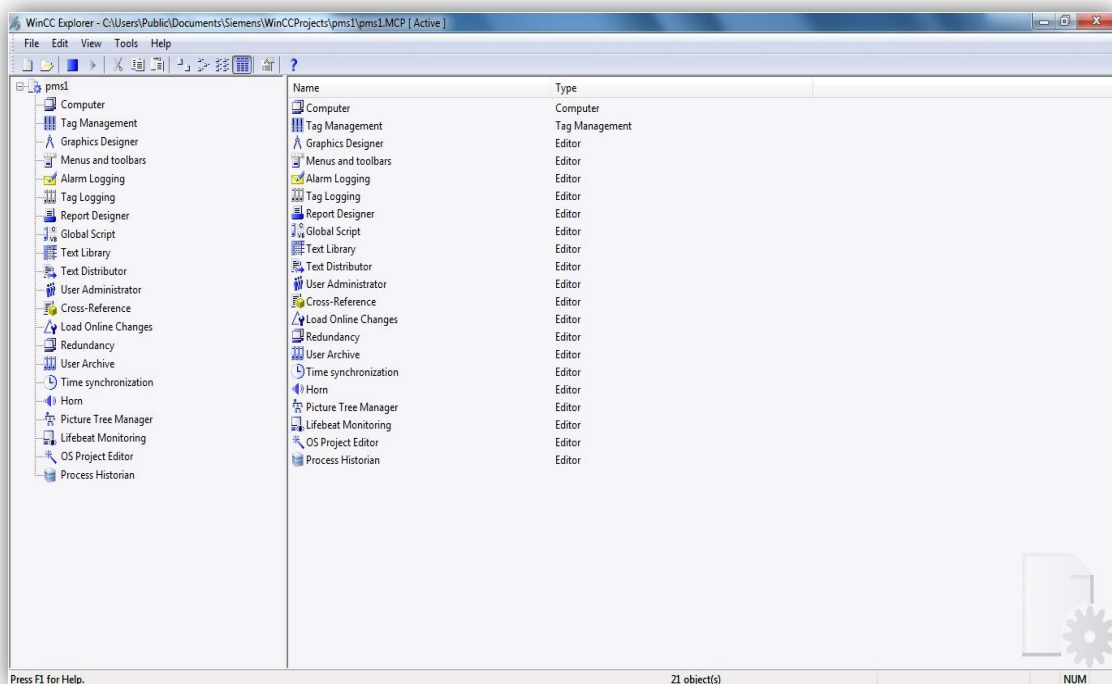 WinCC Explorer - C:\Users\Public\Documents\Siemens\WinCCProjects\pms1\pms1.MCP [ Active ]
File Edit View Tools Help
pms1
Computer
Tag Management
Graphics Designer
Menus and toolbars
Alarm Logging
Tag Logging
Report Designer
Global Script
Text Library
Text Distributor
User Administrator
Cross-Reference
Load Online Changes
Redundancy
User Archive
Time synchronization
Horn
Picture Tree Manager
Lifebeat Monitoring
OS Project Editor
Process Historian
Name Type
Computer Computer
Tag Management Tag Management
Graphics Designer Editor
Menus and toolbars Editor
Alarm Logging Editor
Tag Logging Editor
Report Designer Editor
Global Script Editor
Text Library Editor
Text Distributor Editor
User Administrator Editor
Cross-Reference Editor
Load Online Changes Editor
Redundancy Editor
User Archive Editor
Time synchronization Editor
Horn Editor
Picture Tree Manager Editor
Lifebeat Monitoring Editor
OS Project Editor Editor
Process Historian Editor
Press F1 for Help. 21 object(s) NUM